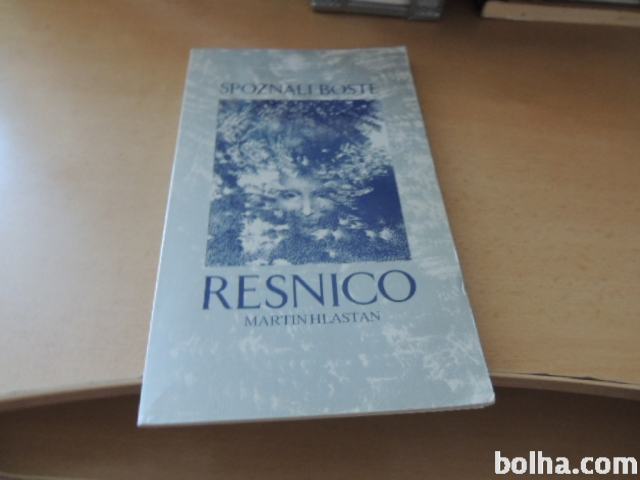 SPOZNALI BOSTE
RESNICO
MARTIN HLASTAN
bolha.com